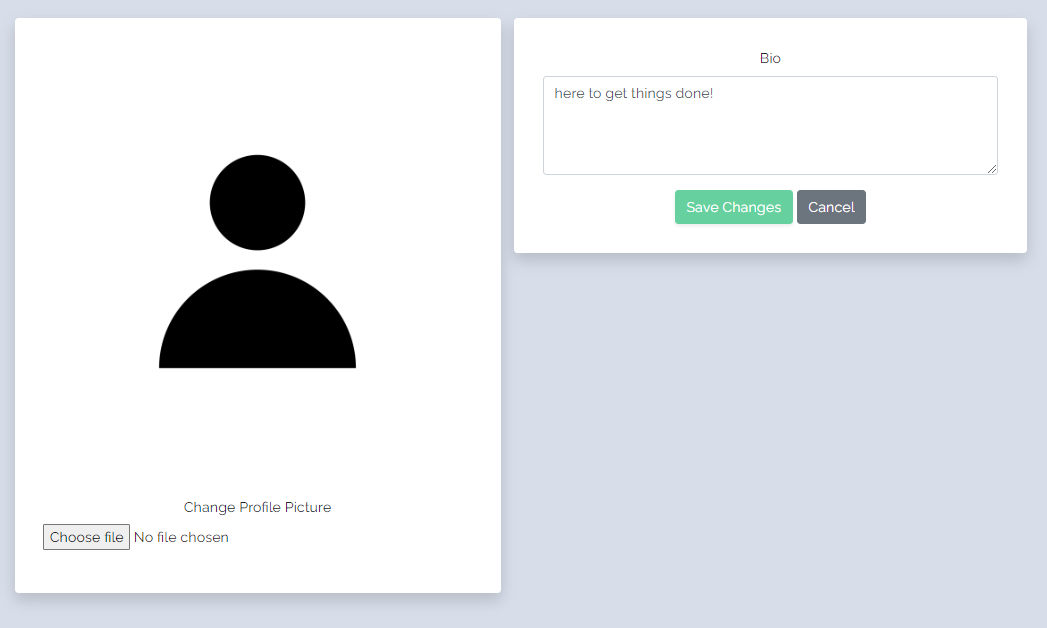 Change Profile Picture
Choose file No file chosen
Bio
here to get things done!
Save Changes Cancel